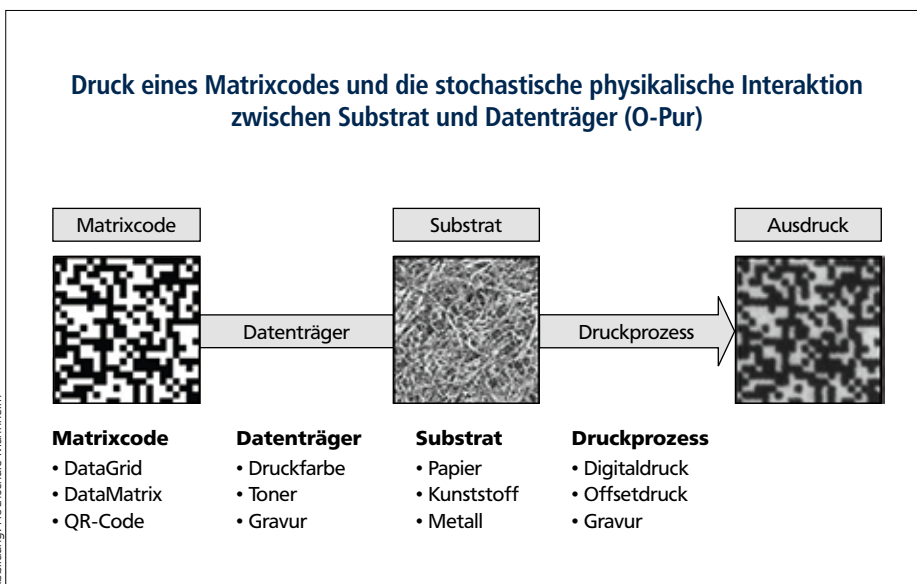 Druck eines Matrixcodes und die stochastische physikalische Interaktion
zwischen Substrat und Datenträger (O-Pur)
Matrixcode
Substrat
Ausdruck
Datenträger
Druckprozess
Matrixcode
• DataGrid
• DataMatrix
• QR-Code
Datenträger
• Druckfarbe
• Toner
• Gravur
Substrat
• Papier
• Kunststoff
• Metall
Druckprozess
• Digitaldruck
• Offsetdruck
• Gravur